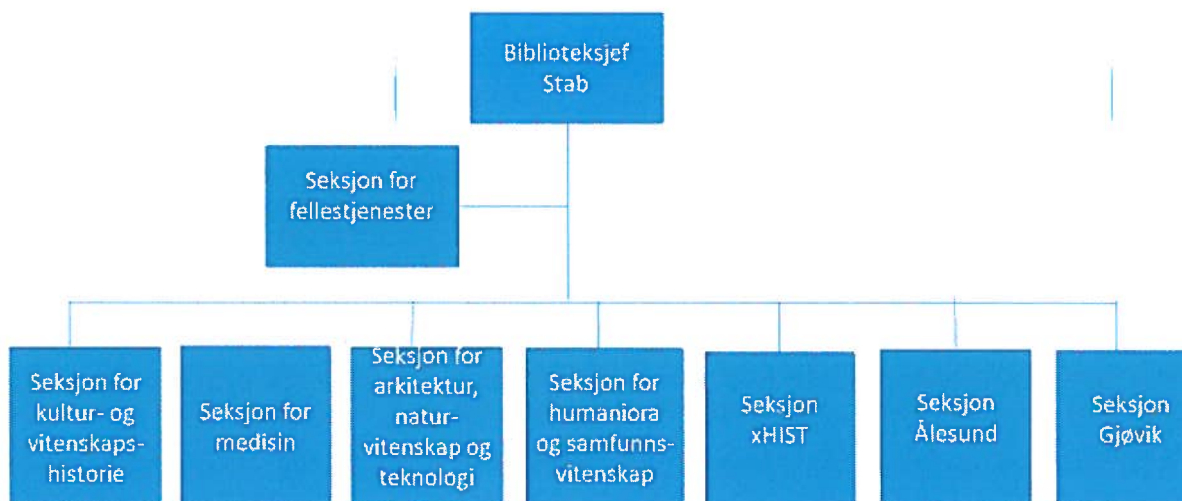 Biblioteksjef
Stab
Seksjon for
fellestjenester
Seksjon for
kultur- og
vitenskaps-
historie
Seksjon for
medisin
Seksjon for
arkitektur,
natur-
vitenskap og
teknologi
Seksjon for
humaniora
og samfunns-
vitenskap
Seksjon
xHIST
Seksjon
Ålesund
Seksjon
Gjøvik